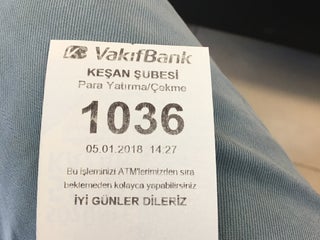 VakıfBank
KEŞAN ŞUBESİ
Para Yatırma/Çekme
1036
05.01.2018 14:27
Bu işleminizi ATM'lerimizden sıra
beklemeden kolayca yapabilirsiniz
İYİ GÜNLER DİLERİZ